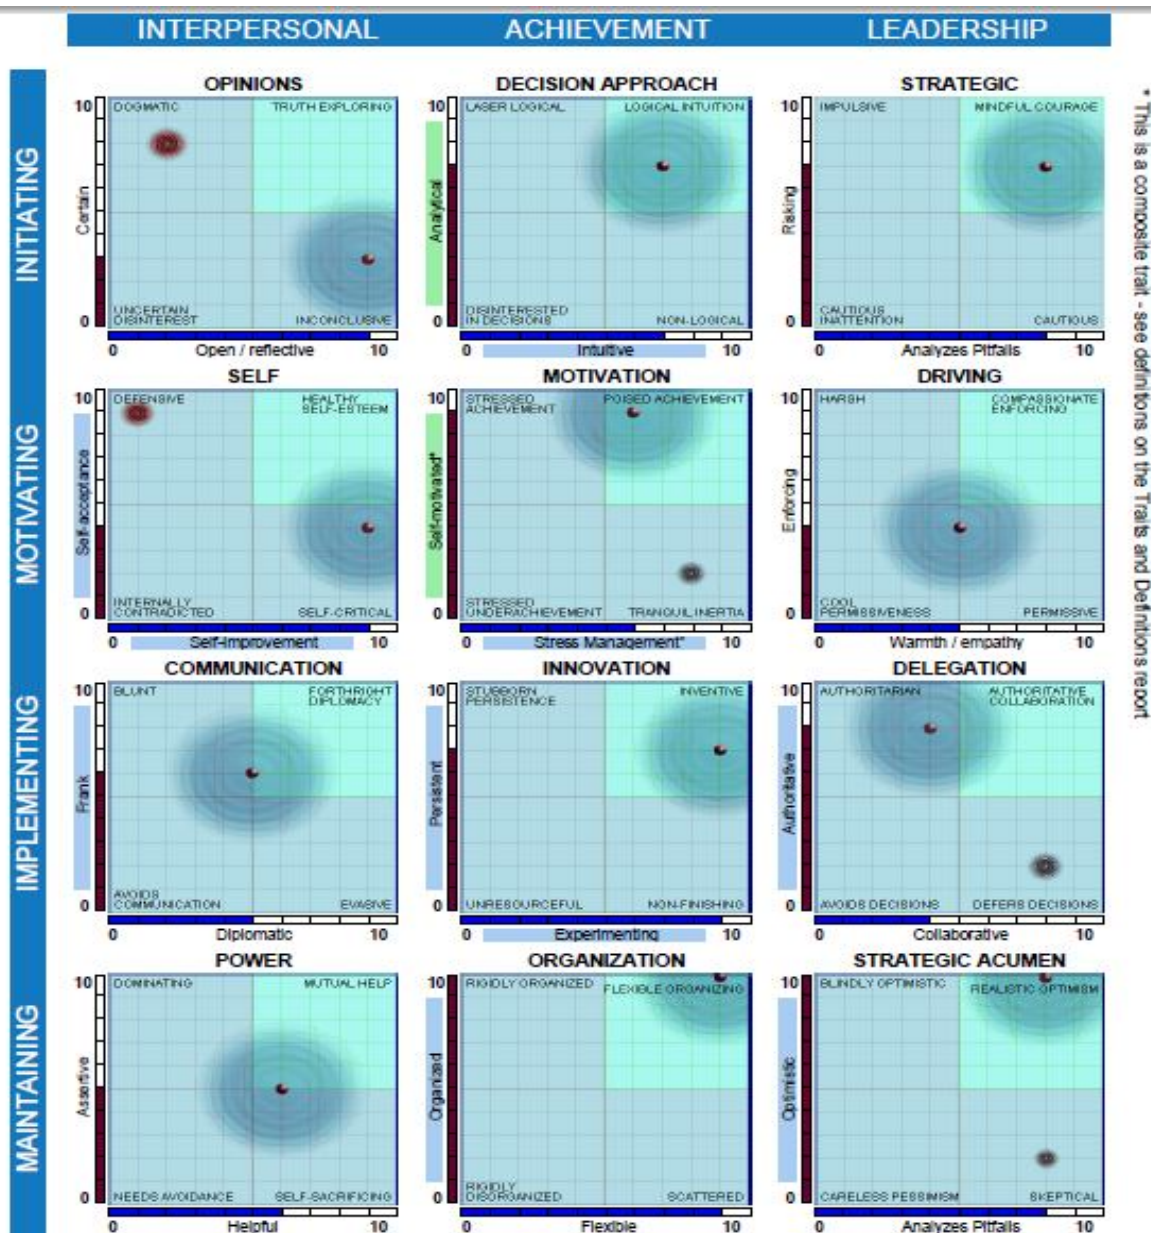 INTERPERSONAL ACHIEVEMENT LEADERSHIP
INITIATING
OPINIONS
10
DOGMATIC
TRUTH EXPLORING
Certain
UNCERTAIN
DISINTEREST
INCONCLUSIVE
0
0 Open / reflective 10
DECISION APPROACH
10
LASER LOGICAL
LOGICAL INTUITION
Analytical
DISINTERESTED
IN DECISIONS
NON-LOGICAL
0
0 Intuitive 10
STRATEGIC
10
IMPULSIVE
MINDFUL COURAGE
Risking
CAUTIOUS
INATTENTION
CAUTIOUS
0
0 Analyzes Pitfalls 10
MOTIVATING
SELF
10
DEFENSIVE
HEALTHY
SELF-ESTEEM
Self-acceptance
INTERNALLY
CONTRADICTED
SELF-CRITICAL
0
0 Self-improvement 10
MOTIVATION
10
STRESSED
ACHIEVEMENT
POISED ACHIEVEMENT
Self-motivated*
STRESSED
UNDERACHIEVEMENT
TRANQUIL INERTIA
0
0 Stress Management* 10
DRIVING
10
HARSH
COMPASSIONATE
ENFORCING
Enforcing
COOL
PERMISSIVENESS
PERMISSIVE
0
0 Warmth / empathy 10
IMPLEMENTING
COMMUNICATION
10
BLUNT
FORTHRIGHT
DIPLOMACY
Frank
AVOIDS
COMMUNICATION
EVASIVE
0
0 Diplomatic 10
INNOVATION
10
STUBBORN
PERSISTENCE
INVENTIVE
Persistent
UNRESOURCEFUL
NON-FINISHING
0
0 Experimenting 10
DELEGATION
10
AUTHORITARIAN
AUTHORITATIVE
COLLABORATION
Authoritative
AVOIDS DECISIONS
DEFERS DECISIONS
0
0 Collaborative 10
MAINTAINING
POWER
10
DOMINATING
MUTUAL HELP
Assertive
NEEDS AVOIDANCE
SELF-SACRIFICING
0
0 Helpful 10
ORGANIZATION
10
RIGIDLY ORGANIZED
FLEXIBLE ORGANIZING
Organized
RIGIDLY
DISORGANIZED
SCATTERED
0
0 Flexible 10
STRATEGIC ACUMEN
10
BLINDLY OPTIMISTIC
REALISTIC OPTIMISM
Optimistic
CARELESS PESSIMISM
SKEPTICAL
0
0 Analyzes Pitfalls 10
* This is a composite trait - see definitions on the Traits and Definitions report